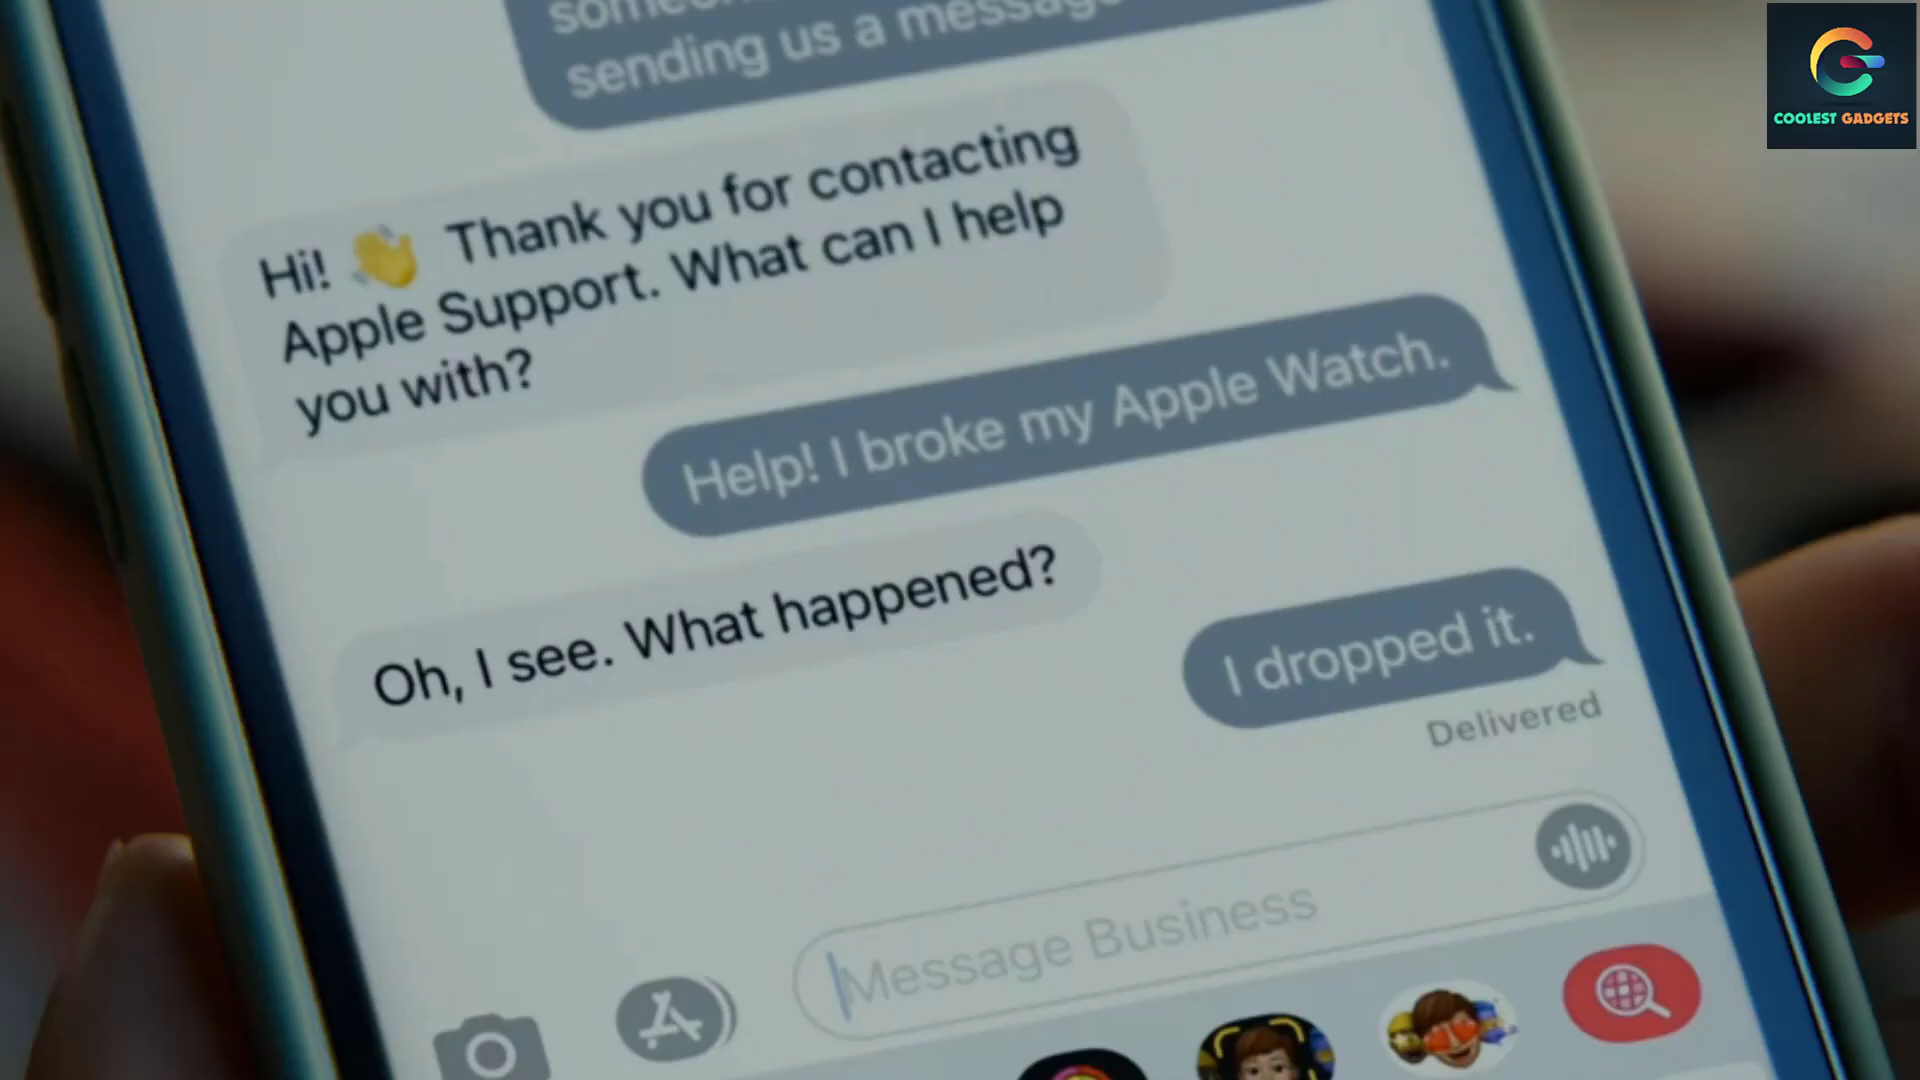 sending us a message
Hi! 👋 Thank you for contacting
Apple Support. What can I help
you with?
Help! I broke my Apple Watch.
Oh, I see. What happened?
I dropped it.
Delivered
Message Business
COOLEST GADGETS